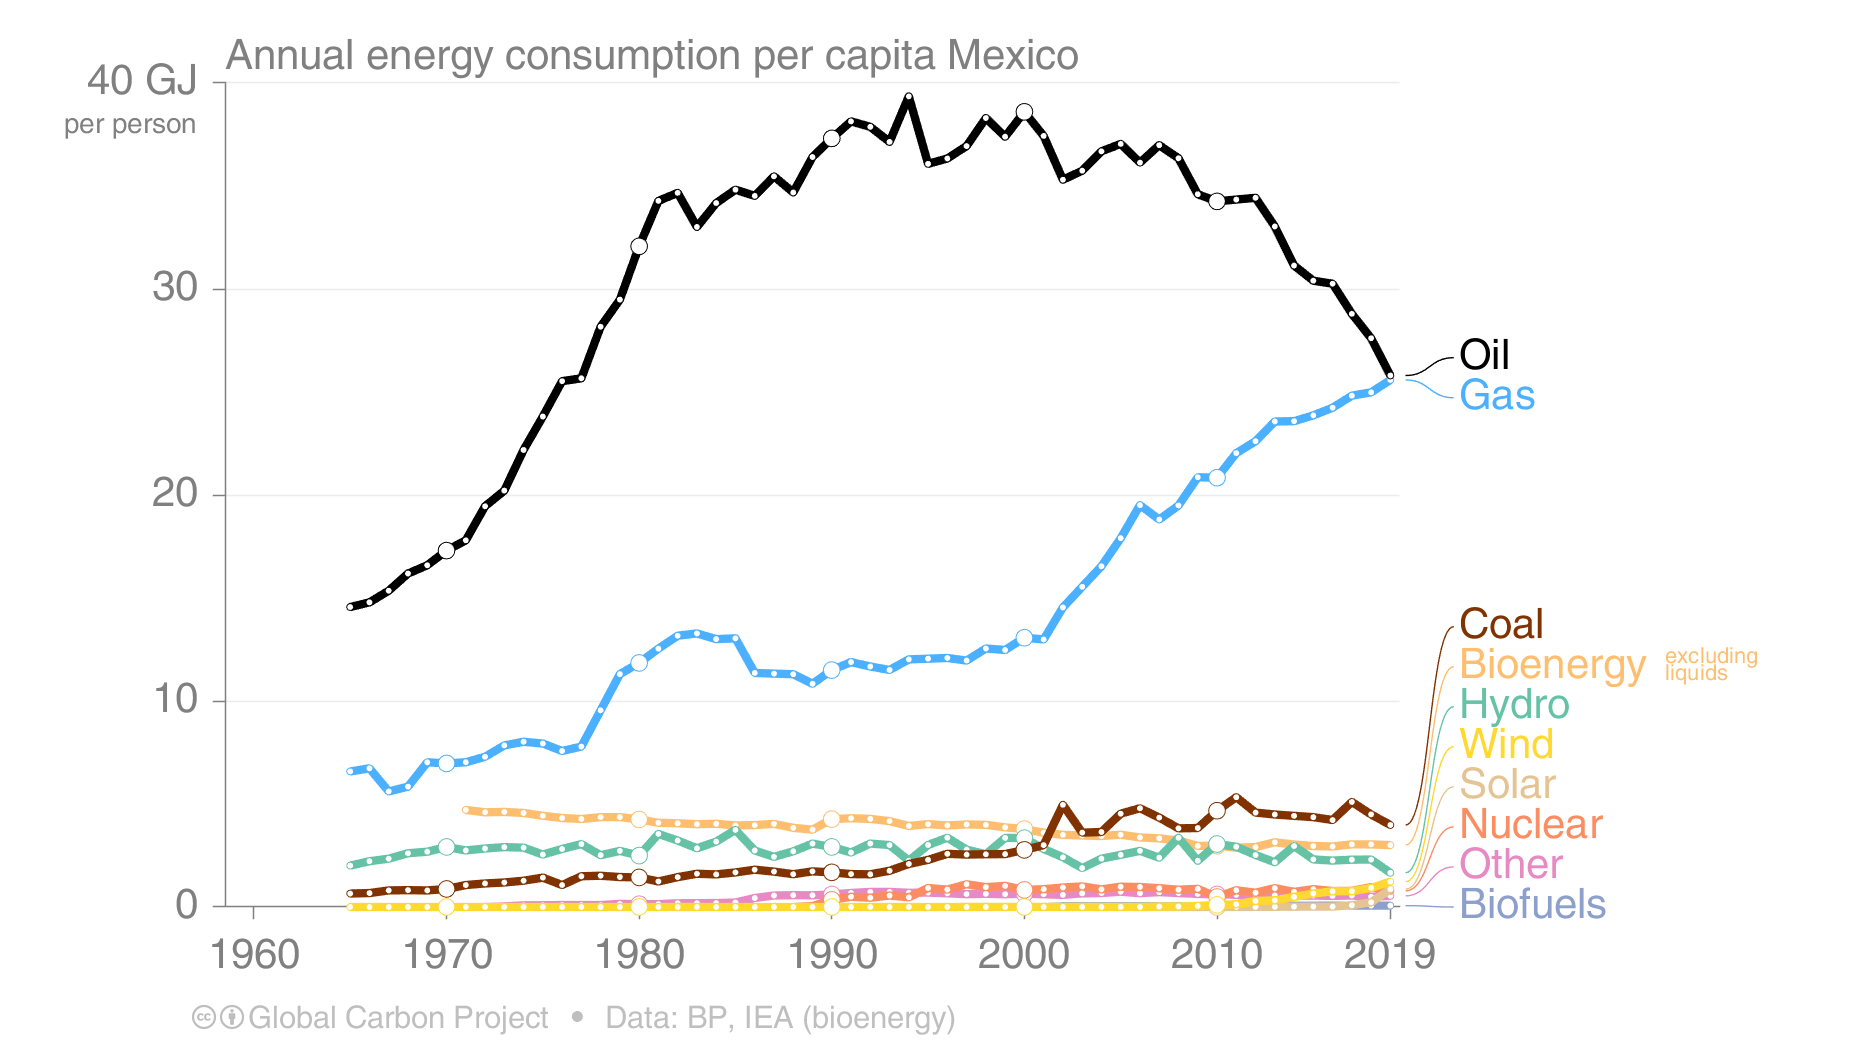 Annual energy consumption per capita Mexico
40 GJ
per person
30
20
10
0
1960 1970 1980 1990 2000 2010 2019
Oil
Gas
Coal
Bioenergy excluding
liquids
Hydro
Wind
Solar
Nuclear
Other
Biofuels
cc Global Carbon Project • Data: BP, IEA (bioenergy)